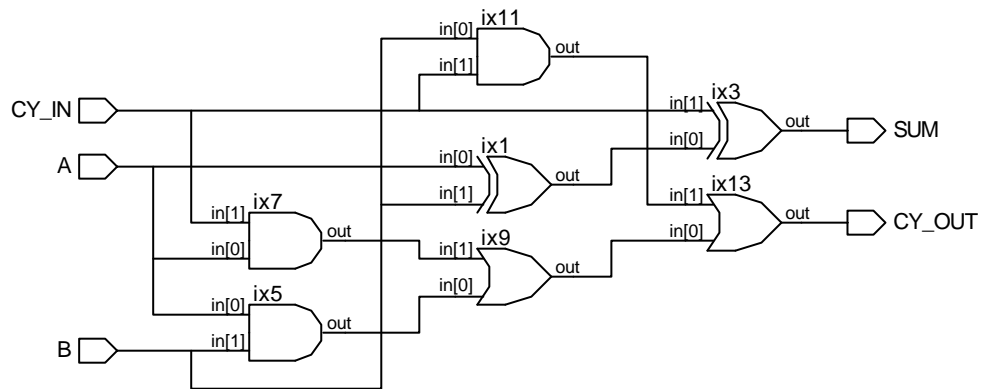 ix11
in[0]
out
in[1]
CY_IN
ix3
in[1]
out
SUM
in[0]
A
in[0]
ix1
out
in[1]
ix13
in[1]
out
CY_OUT
in[0]
ix7
in[1]
out
in[0]
ix9
in[1]
out
in[0]
ix5
in[0]
out
in[1]
B